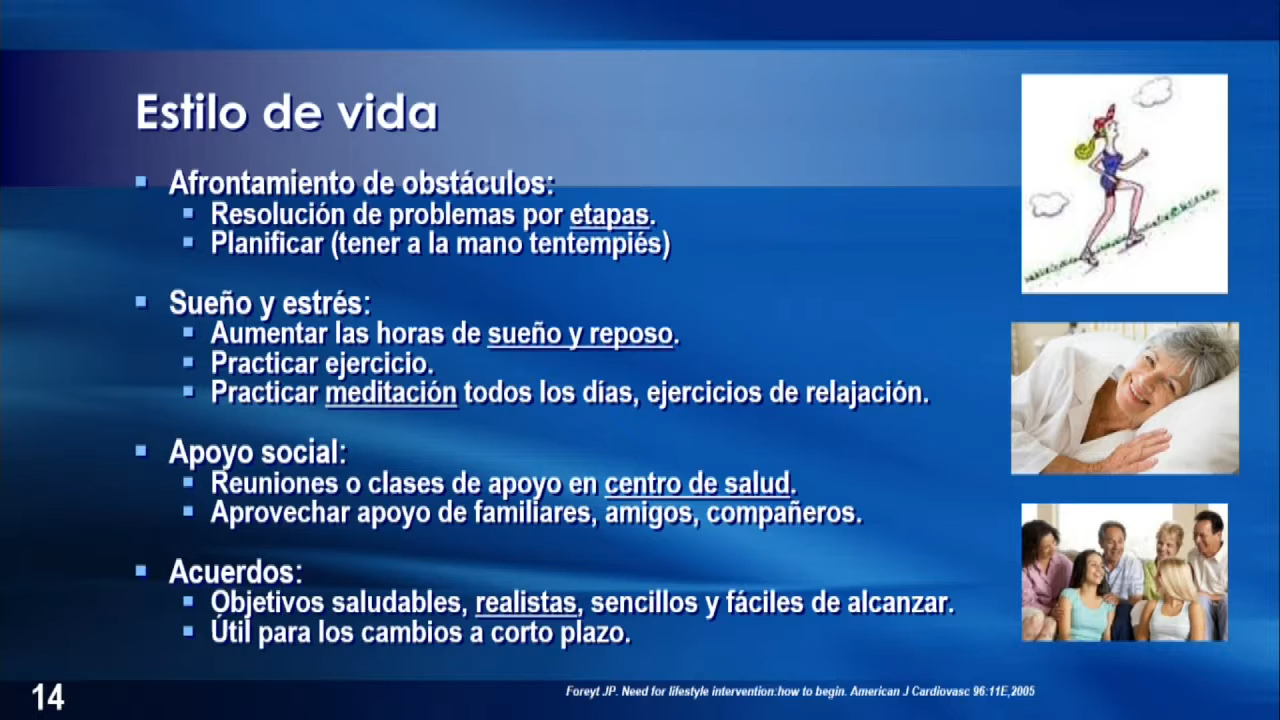 Estilo de vida
Afrontamiento de obstáculos:
Resolución de problemas por etapas.
Planificar (tener a la mano tentempiés)
Sueño y estrés:
Aumentar las horas de sueño y reposo.
Practicar ejercicio.
Practicar meditación todos los días, ejercicios de relajación.
Apoyo social:
Reuniones o clases de apoyo en centro de salud.
Aprovechar apoyo de familiares, amigos, compañeros.
Acuerdos:
Objetivos saludables, realistas, sencillos y fáciles de alcanzar.
Útil para los cambios a corto plazo.
14
Foreyt JP. Need for lifestyle intervention:how to begin. American J Cardiovasc 96:11E,2005